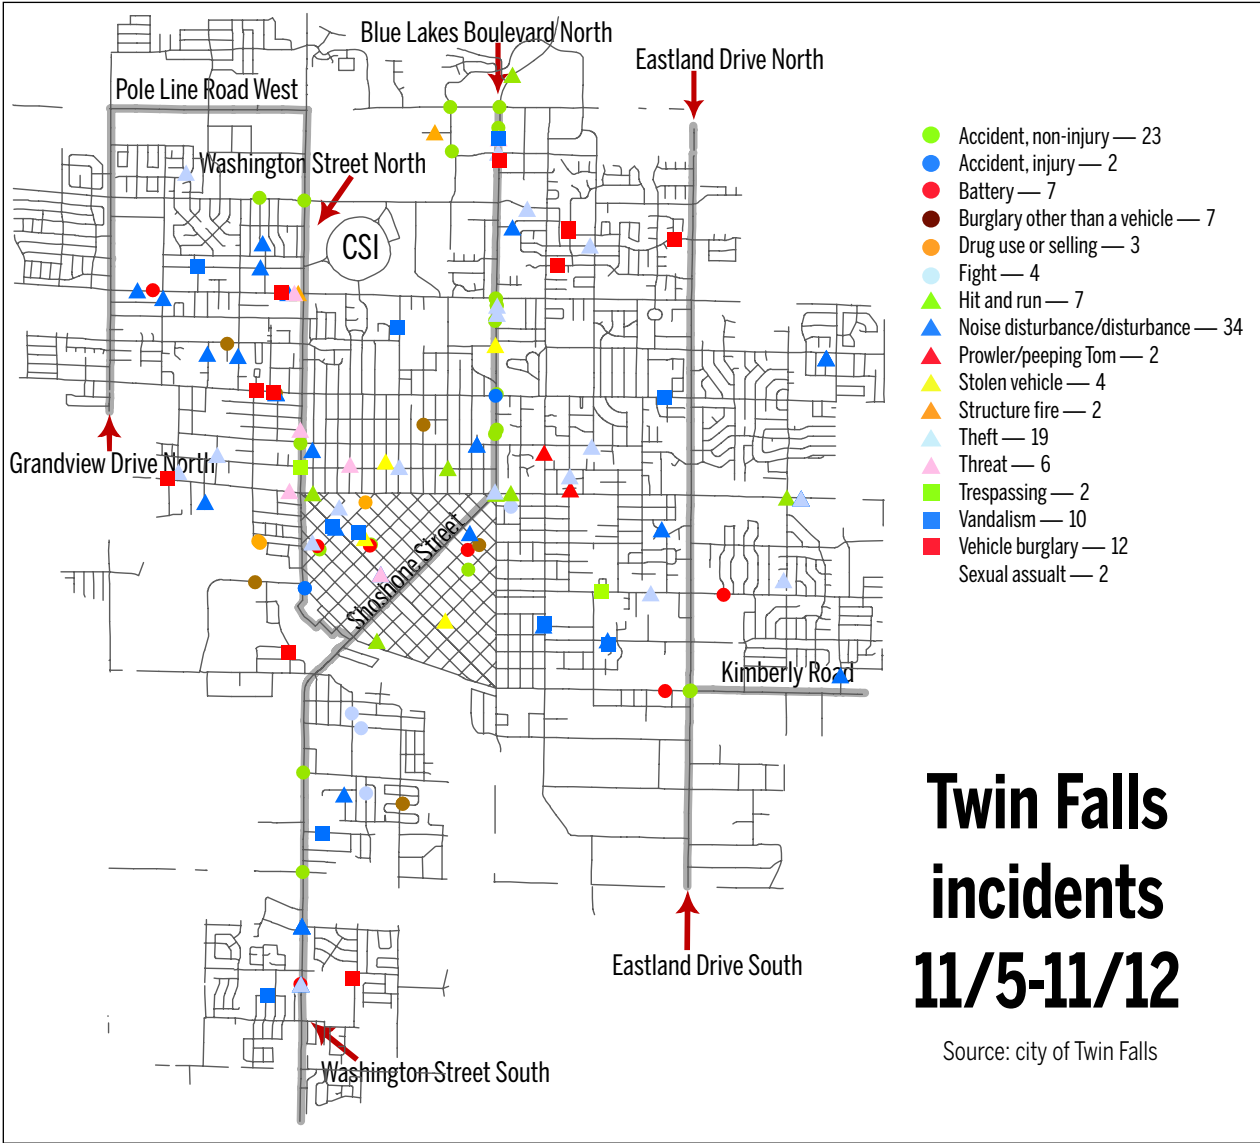 Blue Lakes Boulevard North
Eastland Drive North
Pole Line Road West
Washington Street North
CSI
Grandview Drive North
Shoshone Street
Kimberly Road
Eastland Drive South
Washington Street South
Accident, non-injury — 23
Accident, injury — 2
Battery — 7
Burglary other than a vehicle — 7
Drug use or selling — 3
Fight — 4
Hit and run — 7
Noise disturbance/disturbance — 34
Prowler/peeping Tom — 2
Stolen vehicle — 4
Structure fire — 2
Theft — 19
Threat — 6
Trespassing — 2
Vandalism — 10
Vehicle burglary — 12
Sexual assualt — 2
Twin Falls
incidents
11/5-11/12
Source: city of Twin Falls